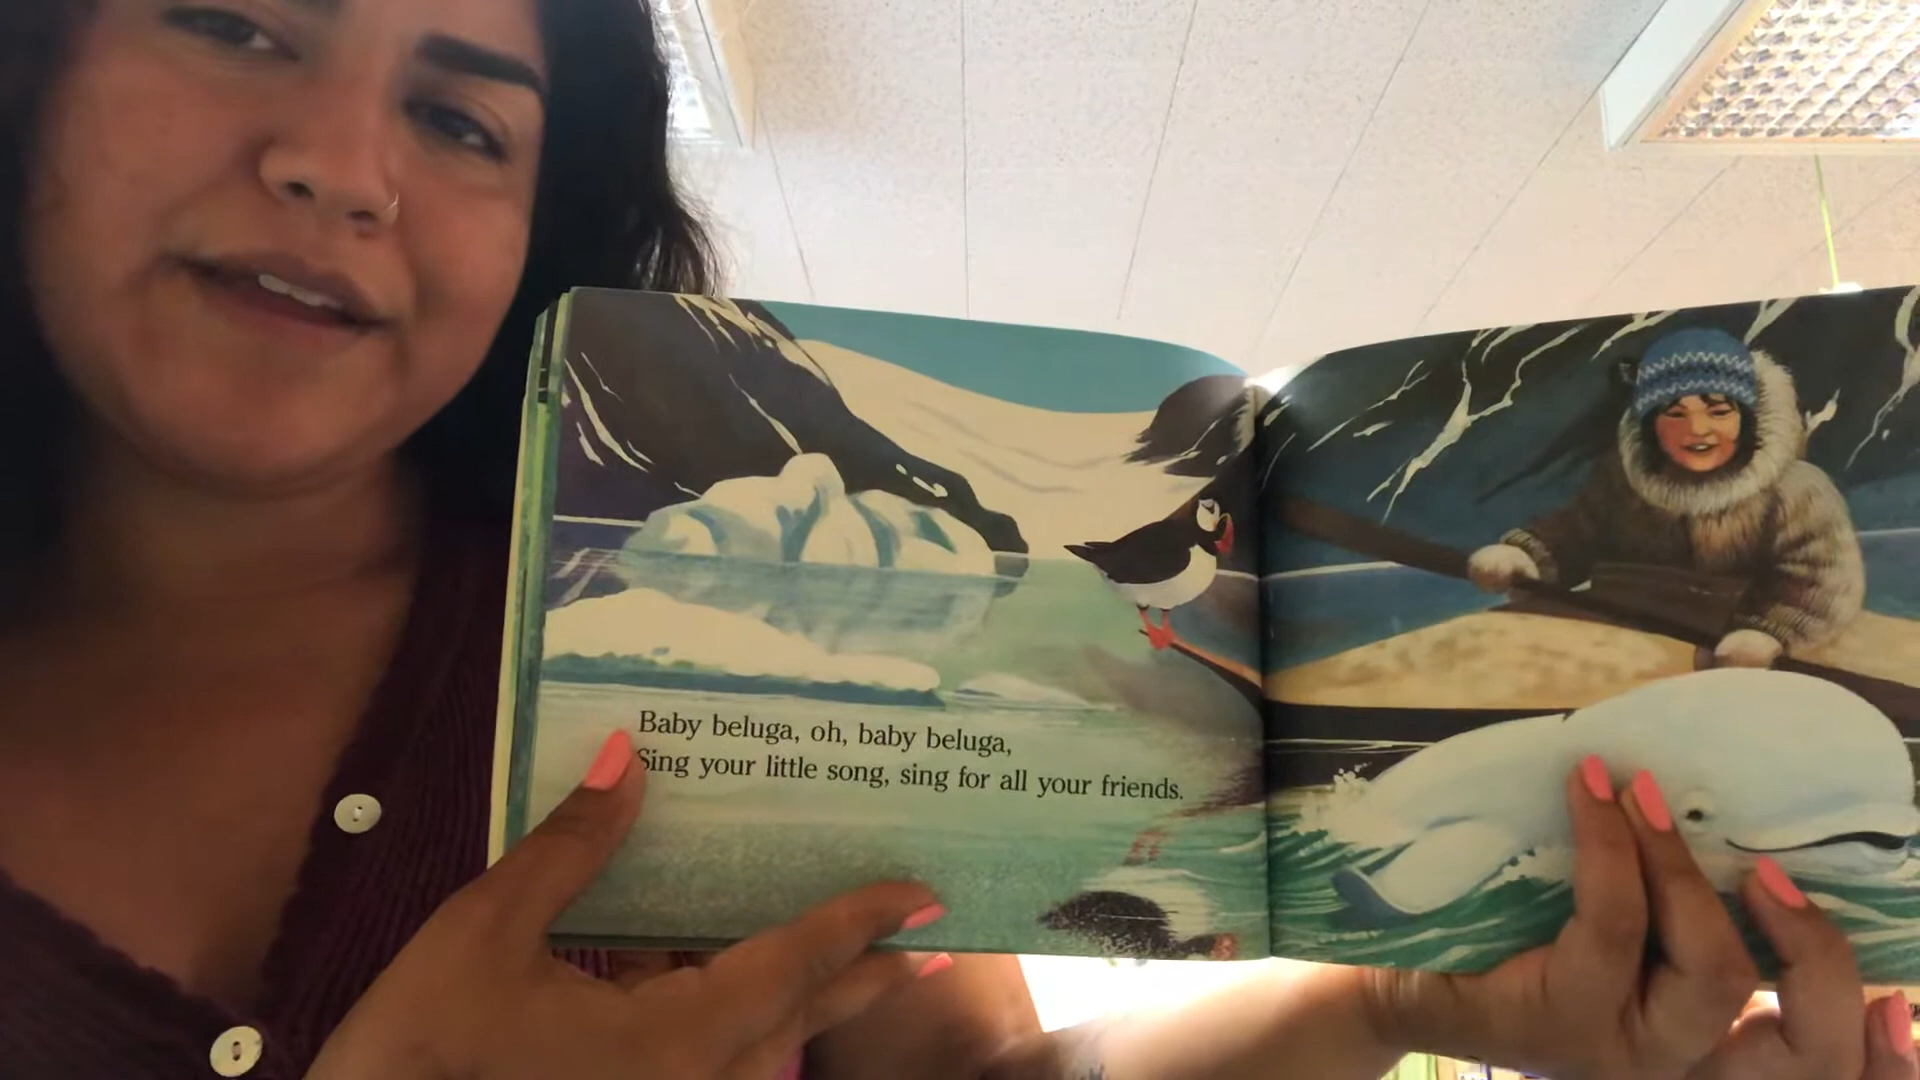 Baby beluga, oh, baby beluga,
Sing your little song, sing for all your friends.